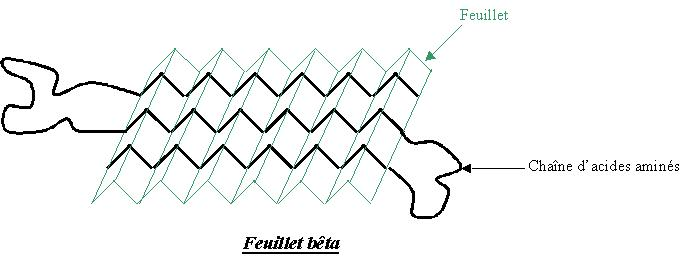 Feuillet
Chaîne d'acides aminés
Feuillet bêta